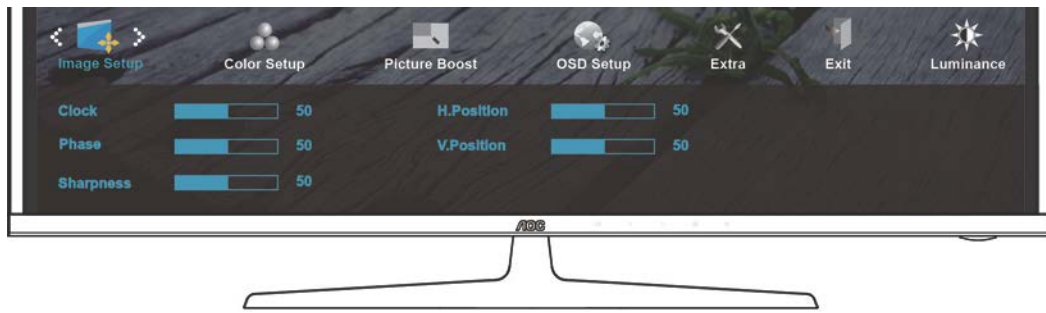 Image Setup Color Setup Picture Boost OSD Setup Extra Exit Luminance
Clock 50 H.Position 50
Phase 50 V.Position 50
Sharpness 50
AOC